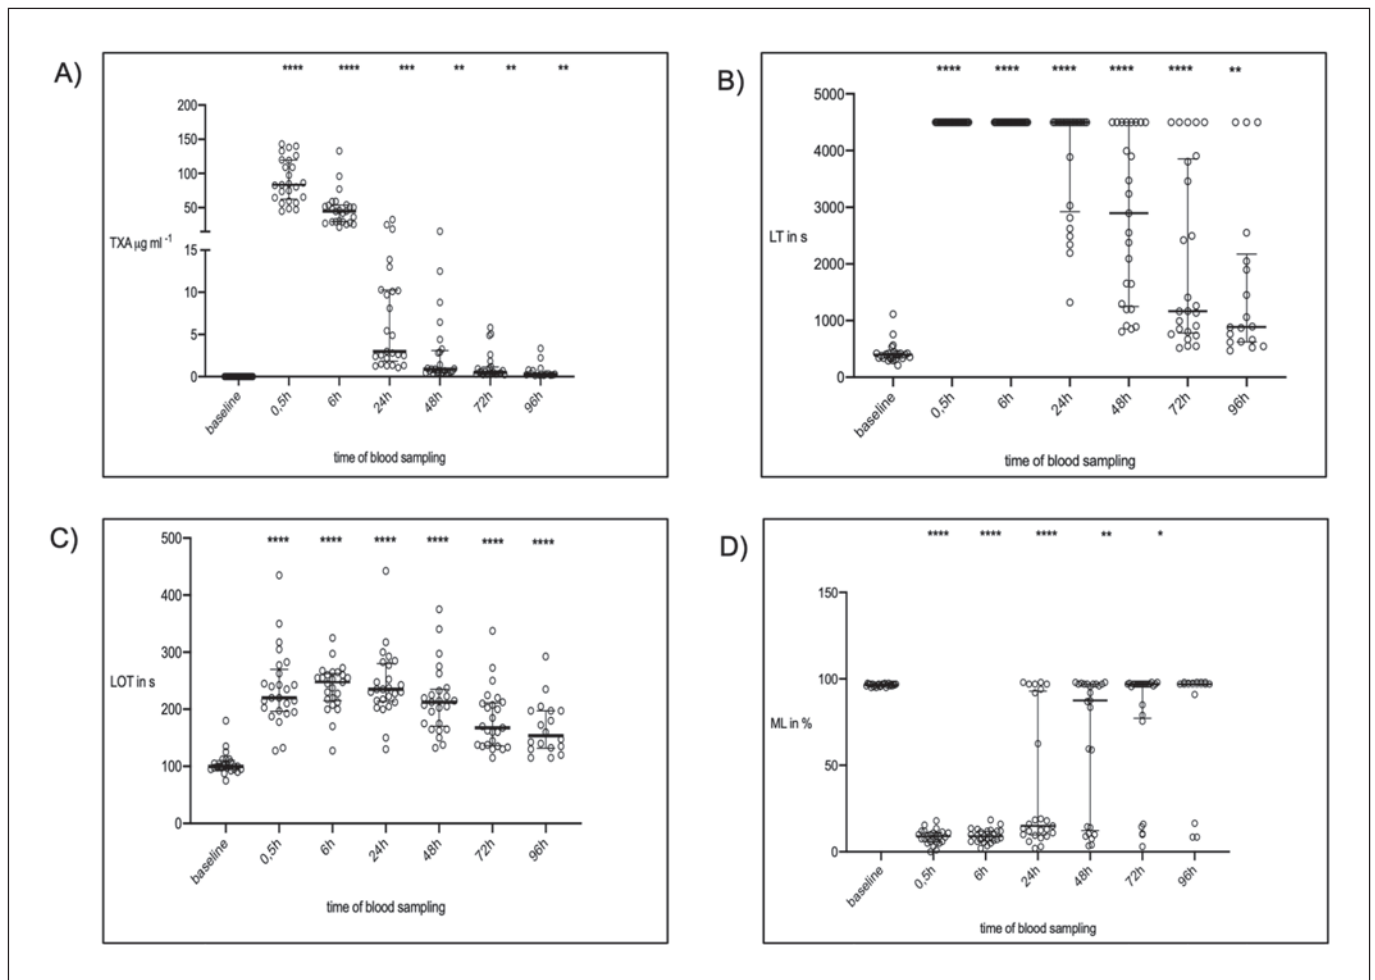 A)
**** **** *** ** ** **
200
150
100
50
TXA µg ml -1
15
10
5
0
baseline 0,5h 6h 24h 48h 72h 96h
time of blood sampling
B)
**** **** **** **** **** **
5000
4000
3000
LT in s
2000
1000
0
baseline 0,5h 6h 24h 48h 72h 96h
time of blood sampling
C)
**** **** **** **** **** ****
500
400
300
LOT in s
200
100
0
baseline 0,5h 6h 24h 48h 72h 96h
time of blood sampling
D)
**** **** **** ** *
150
100
ML in %
50
0
baseline 0,5h 6h 24h 48h 72h 96h
time of blood sampling